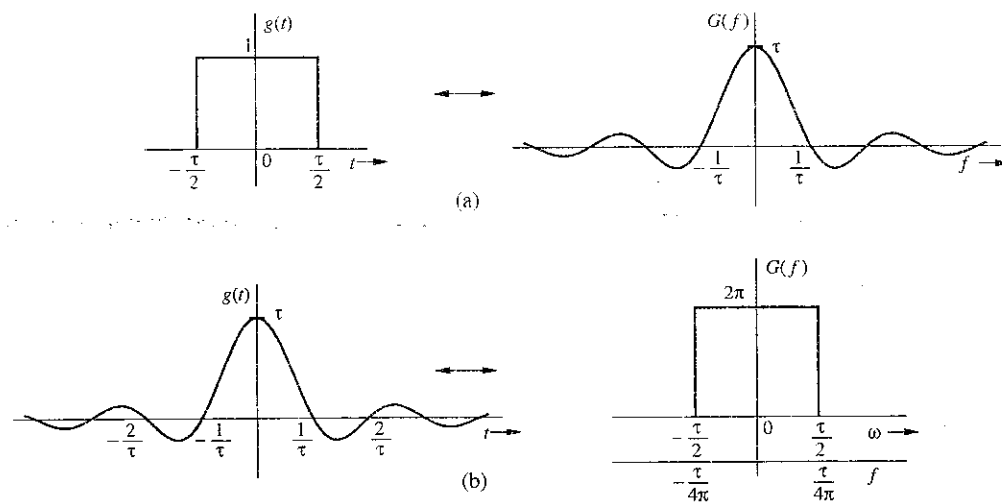 g(t)
1
-τ/2 0 τ/2 t
G(f)
τ
-1/τ 1/τ f
(a)
g(t)
τ
-2/τ -1/τ 1/τ 2/τ t
G(f)
2π
-τ/2 0 τ/2 ω
-τ/4π τ/4π f
(b)